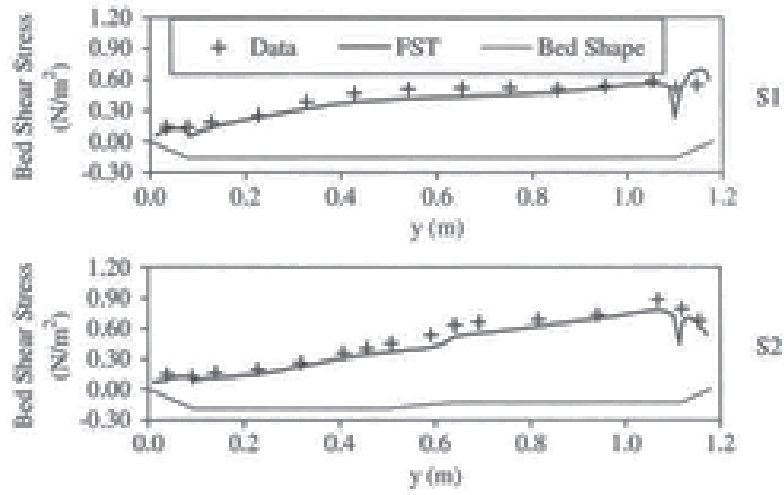 1.20
0.90
0.60
0.30
0.00
-0.30
Bed Shear Stress
(N/m²)
Data FST Bed Shape
S1
0.0 0.2 0.4 0.6 0.8 1.0 1.2
y (m)
1.20
0.90
0.60
0.30
0.00
-0.30
Bed Shear Stress
(N/m²)
S2
0.0 0.2 0.4 0.6 0.8 1.0 1.2
y (m)